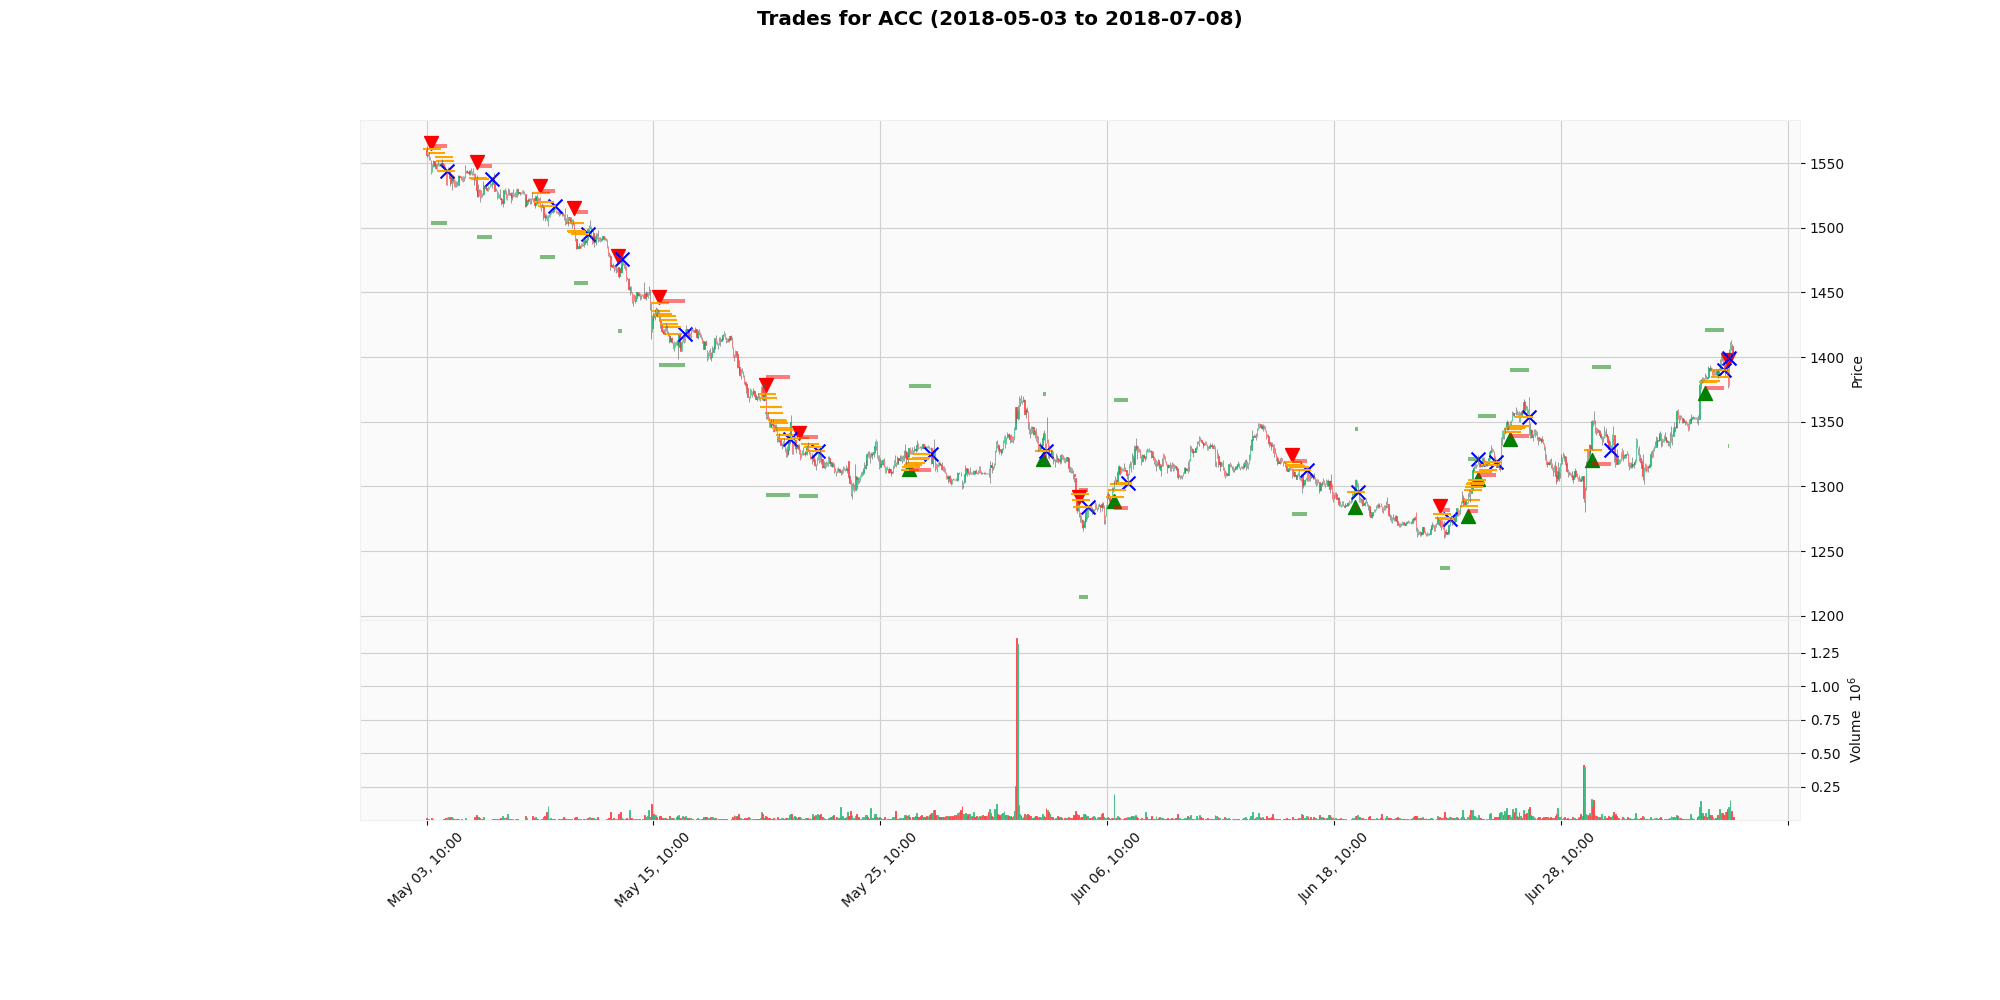 Trades for ACC (2018-05-03 to 2018-07-08)
1550
1500
1450
1400
1350
1300
1250
1200
Price
1.25
1.00
0.75
0.50
0.25
Volume 10^6
May 03, 10:00
May 15, 10:00
May 25, 10:00
Jun 06, 10:00
Jun 18, 10:00
Jun 28, 10:00